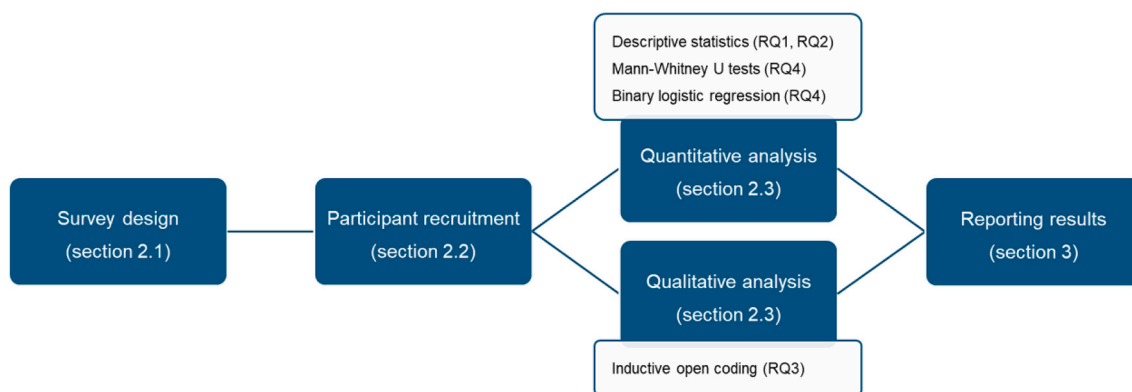 Descriptive statistics (RQ1, RQ2)
Mann-Whitney U tests (RQ4)
Binary logistic regression (RQ4)
Survey design
(section 2.1)
Participant recruitment
(section 2.2)
Quantitative analysis
(section 2.3)
Qualitative analysis
(section 2.3)
Inductive open coding (RQ3)
Reporting results
(section 3)